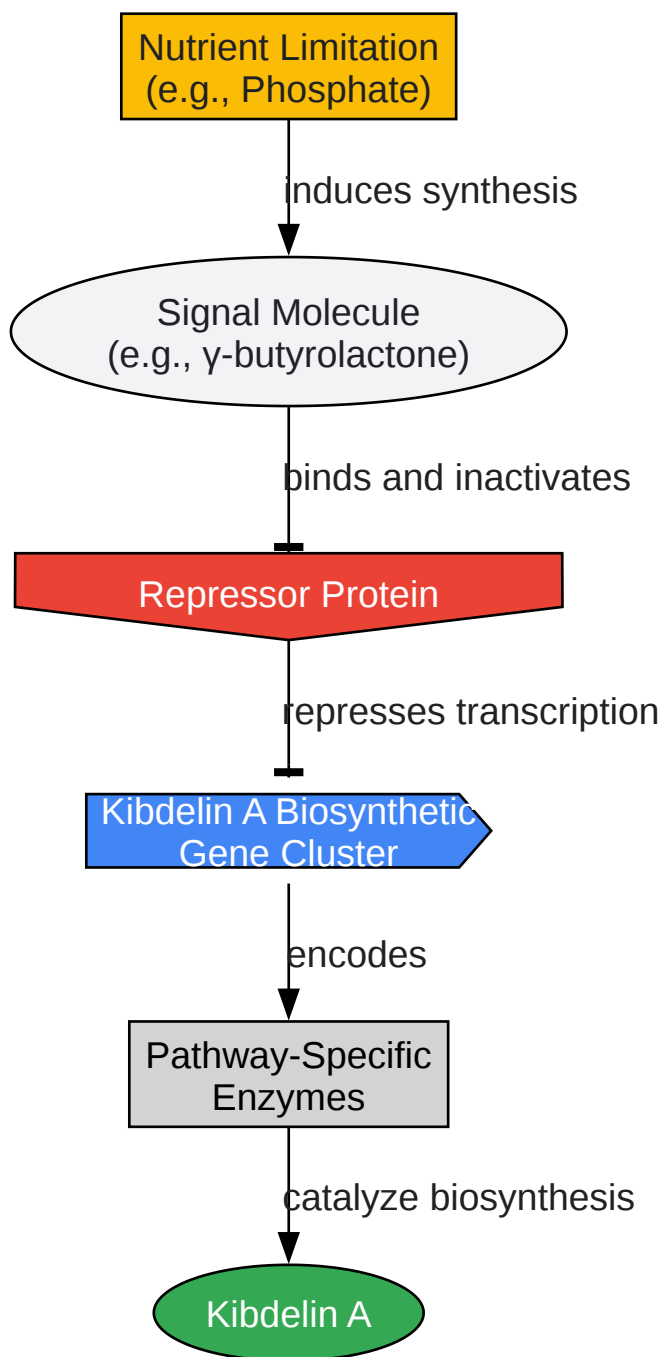 Nutrient Limitation
(e.g., Phosphate)
induces synthesis
Signal Molecule
(e.g., γ-butyrolactone)
binds and inactivates
Repressor Protein
represses transcription
Kibdelin A Biosynthetic
Gene Cluster
encodes
Pathway-Specific
Enzymes
catalyze biosynthesis
Kibdelin A